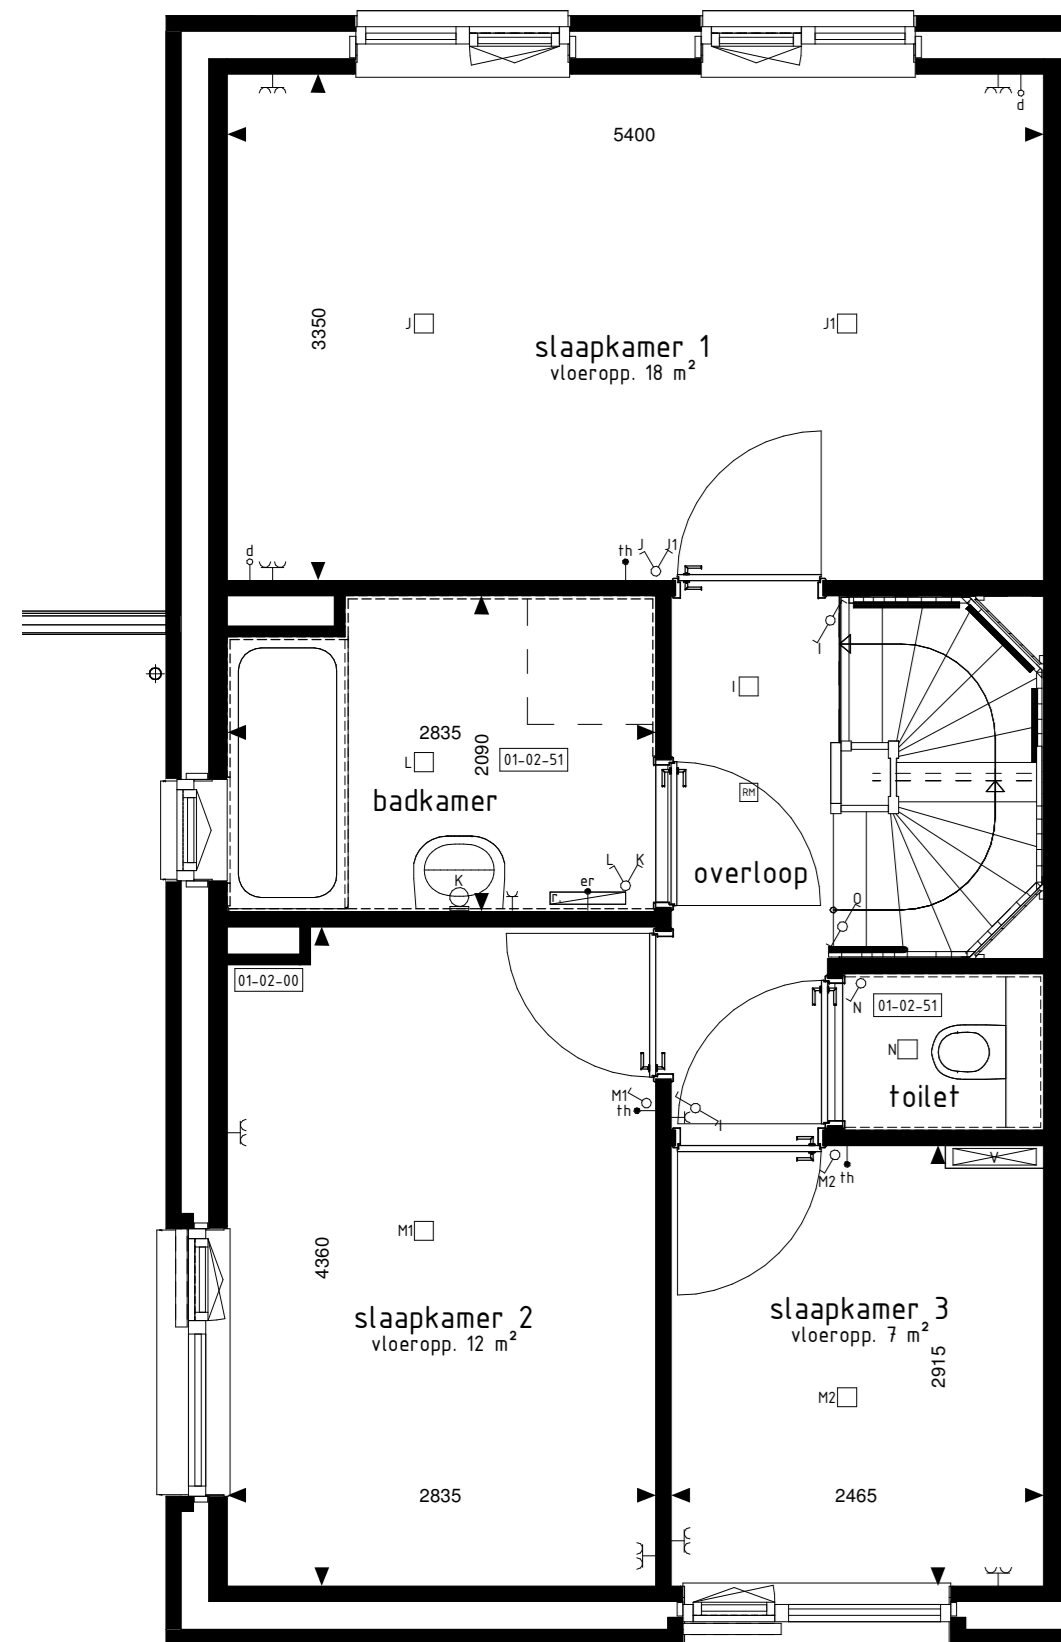 d
5400
3350
J
J1
slaapkamer 1
vloeropp. 18 m²
d
th
J J1
I
I
2835
2090
L
01-02-51
badkamer
RM
K
er
L K
overloop
O
01-02-00
N
01-02-51
N
toilet
M1
th
I
M2 th
V
M1
4360
slaapkamer 2
vloeropp. 12 m²
slaapkamer 3
vloeropp. 7 m²
2915
M2
2835
2465